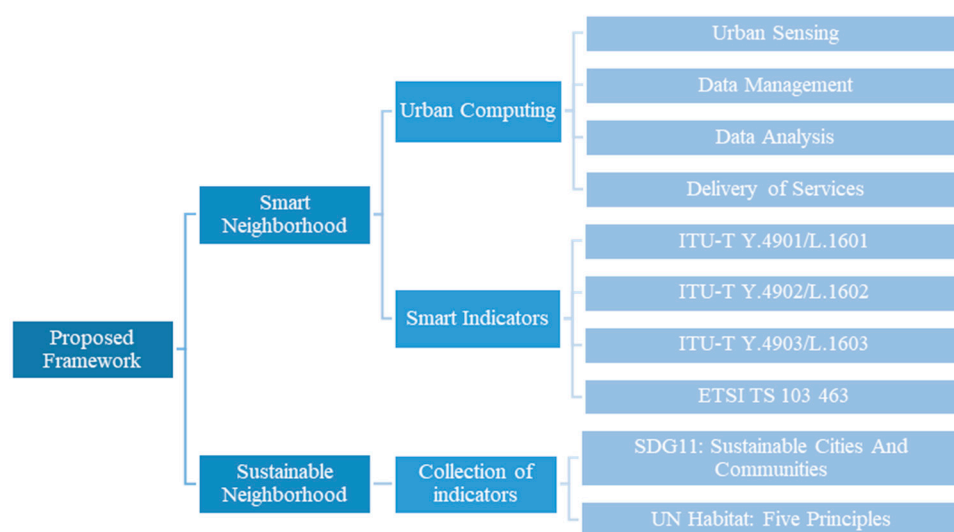 Proposed
Framework
Smart
Neighborhood
Urban Computing
Urban Sensing
Data Management
Data Analysis
Delivery of Services
Smart Indicators
ITU-T Y.4901/L.1601
ITU-T Y.4902/L.1602
ITU-T Y.4903/L.1603
ETSI TS 103 463
Sustainable
Neighborhood
Collection of
indicators
SDG11: Sustainable Cities And
Communities
UN Habitat: Five Principles